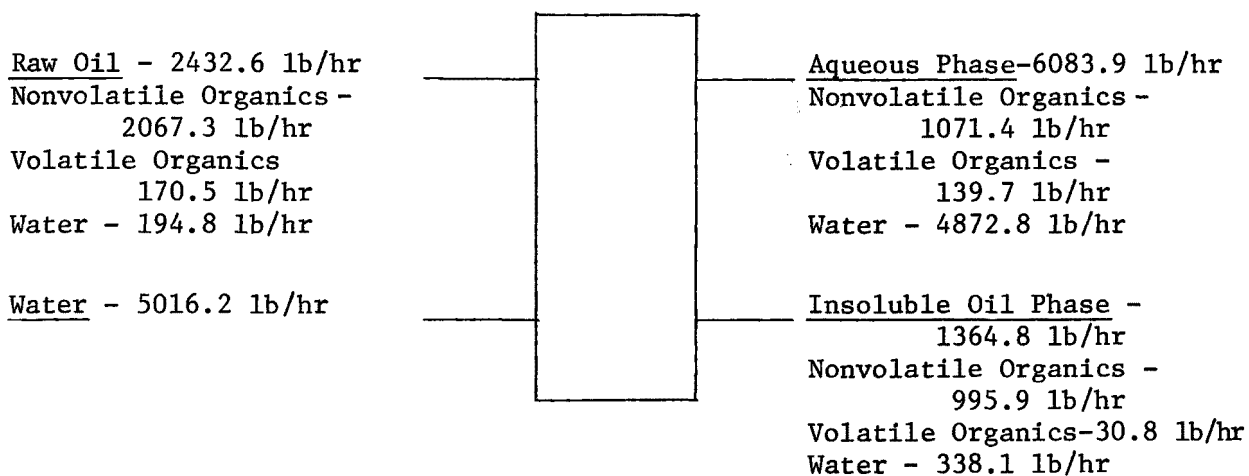 Raw Oil - 2432.6 lb/hr
Nonvolatile Organics -
2067.3 lb/hr
Volatile Organics
170.5 lb/hr
Water - 194.8 lb/hr
Water - 5016.2 lb/hr
Aqueous Phase-6083.9 lb/hr
Nonvolatile Organics -
1071.4 lb/hr
Volatile Organics -
139.7 lb/hr
Water - 4872.8 lb/hr
Insoluble Oil Phase -
1364.8 lb/hr
Nonvolatile Organics -
995.9 lb/hr
Volatile Organics-30.8 lb/hr
Water - 338.1 lb/hr